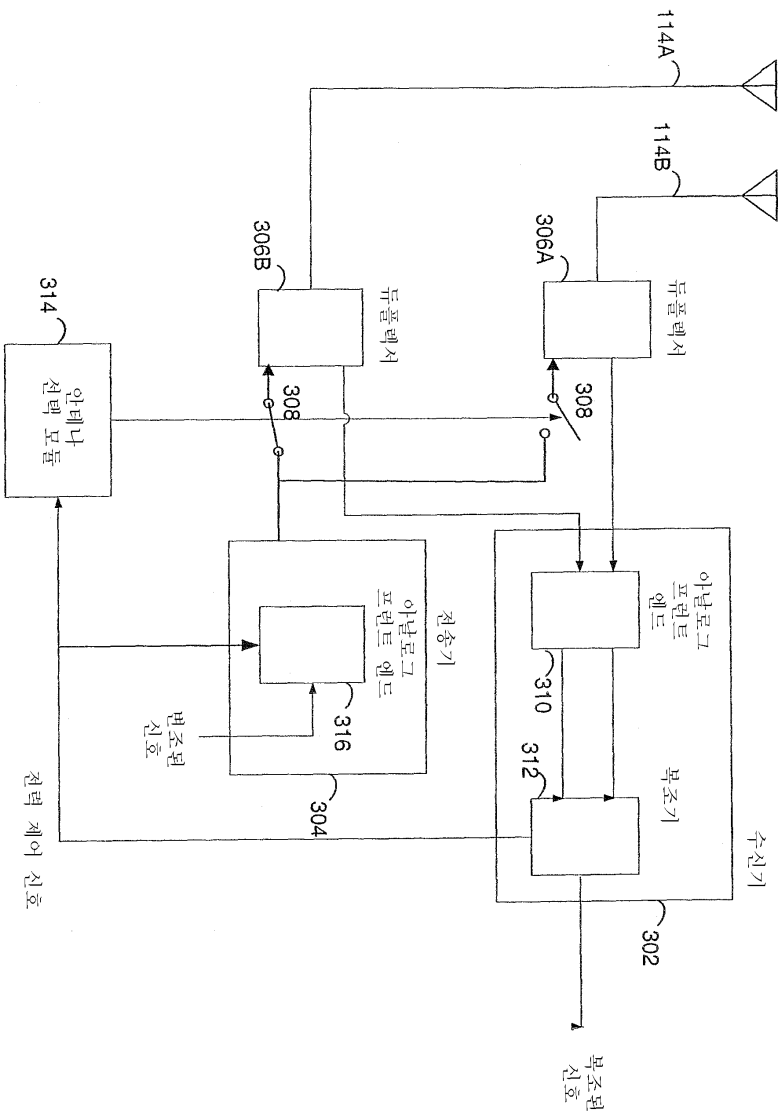 114A
114B
306B
듀플렉서
306A
듀플렉서
314
안테나
선택 모듈
308
308
전송기
아날로그
프런트 엔드
316
304
변조된
신호
전력 제어 신호
수신기
아날로그
프런트
엔드
310
복조기
312
302
복조된
신호